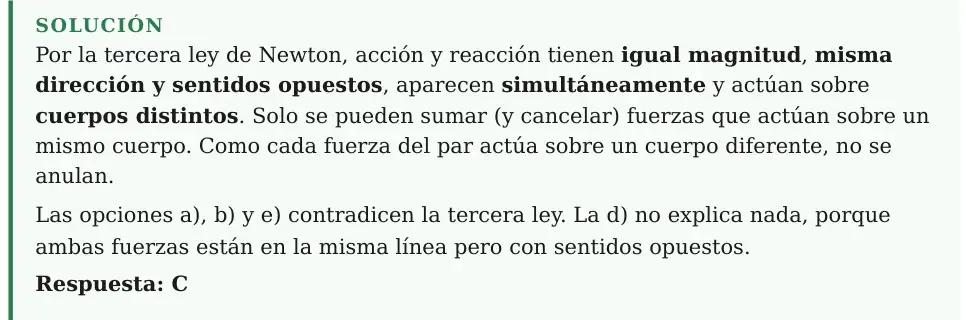 SOLUCIÓN
Por la tercera ley de Newton, acción y reacción tienen igual magnitud, misma
dirección y sentidos opuestos, aparecen simultáneamente y actúan sobre
cuerpos distintos. Solo se pueden sumar (y cancelar) fuerzas que actúan sobre un
mismo cuerpo. Como cada fuerza del par actúa sobre un cuerpo diferente, no se
anulan.
Las opciones a), b) y e) contradicen la tercera ley. La d) no explica nada, porque
ambas fuerzas están en la misma línea pero con sentidos opuestos.
Respuesta: C